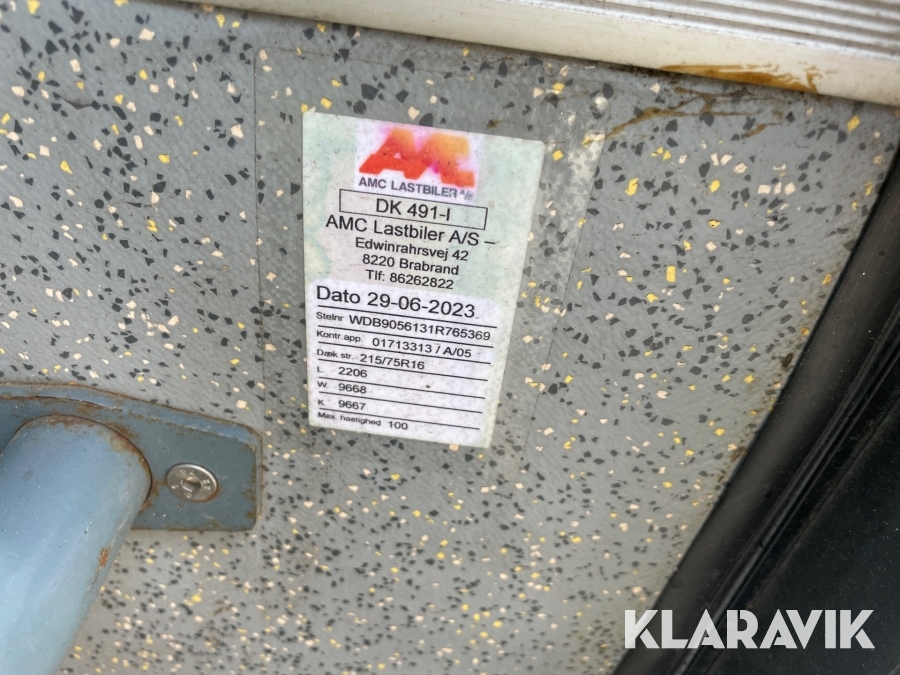 AMC LASTBILER A/S
DK 491-I
AMC Lastbiler A/S –
Edwinrahrsvej 42
8220 Brabrand
Tlf: 86262822
Dato 29-06-2023
Stelnr WDB9056131R765369
Kontr.app. 01713313 / A/05
Dæk str. 215/75R16
L 2206
W 9668
K 9667
Max. hastighed 100
KLARAVIK